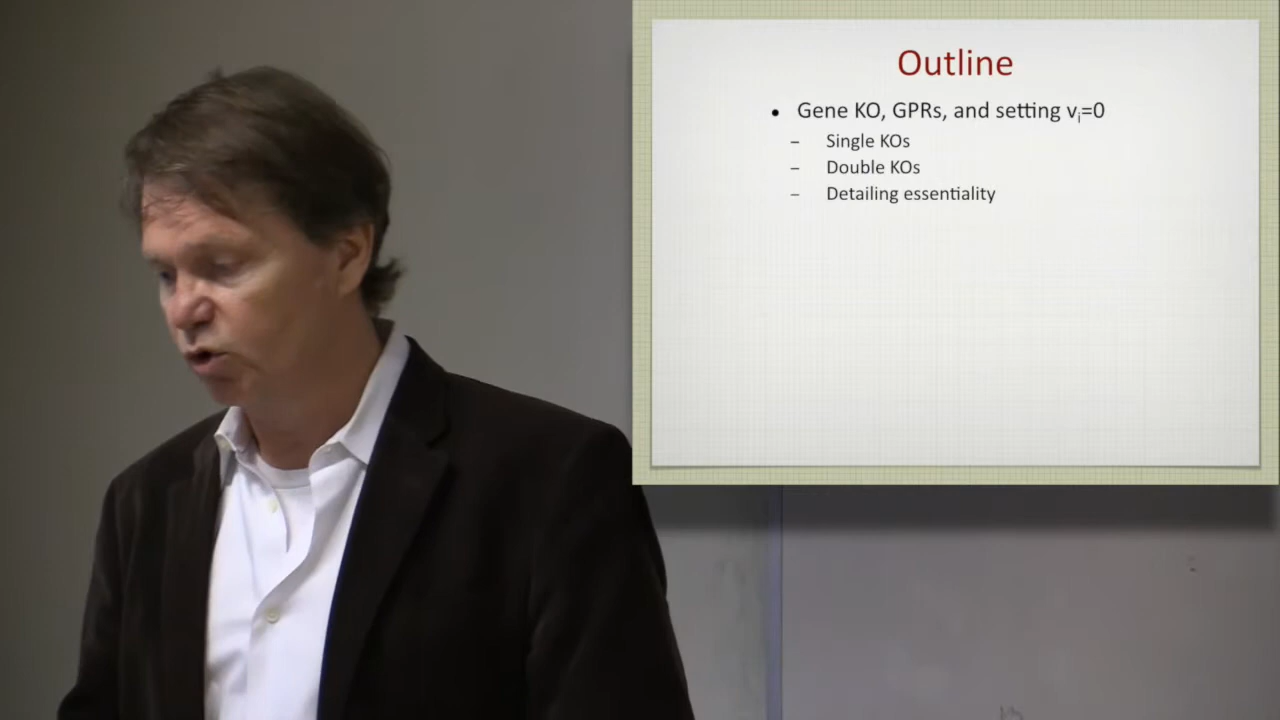 Outline
• Gene KO, GPRs, and setting vᵢ=0
– Single KOs
– Double KOs
– Detailing essentiality